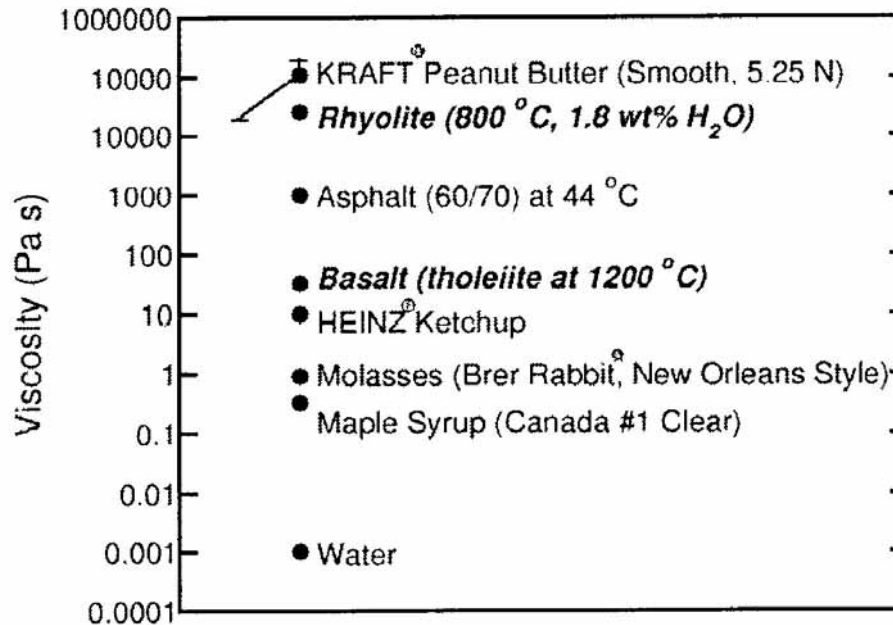 Viscosity (Pa s)
1000000
10000
10000
1000
100
10
1
0.1
0.01
0.001
0.0001
KRAFT® Peanut Butter (Smooth, 5.25 N)
Rhyolite (800 °C, 1.8 wt% H₂O)
Asphalt (60/70) at 44 °C
Basalt (tholeiite at 1200 °C)
HEINZ® Ketchup
Molasses (Brer Rabbit®, New Orleans Style)
Maple Syrup (Canada #1 Clear)
Water